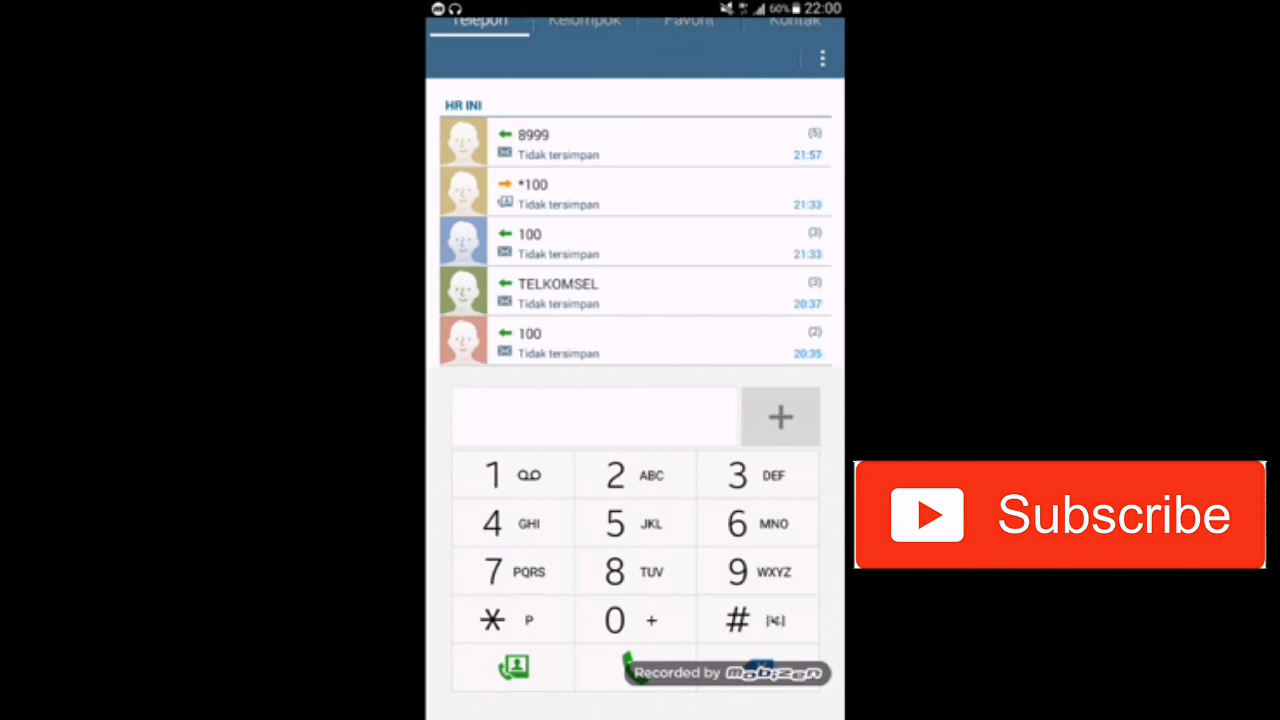 60% 22:00
Telepon Kelompok Favorit Kontak
HR INI
8999 (5)
Tidak tersimpan 21:57
*100
Tidak tersimpan 21:33
100 (3)
Tidak tersimpan 21:33
TELKOMSEL (3)
Tidak tersimpan 20:37
100 (2)
Tidak tersimpan 20:35
+
1 2 ABC 3 DEF
4 GHI 5 JKL 6 MNO
7 PQRS 8 TUV 9 WXYZ
* P 0 + #
Recorded by mobizen
Subscribe